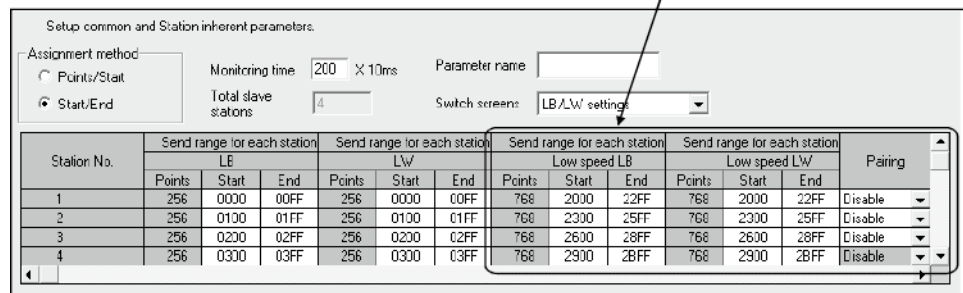 Setup common and Station inherent parameters.
Assignment method
Points/Start
Start/End
Monitoring time 200 X 10ms
Parameter name
Total slave stations 4
Switch screens LB/LW settings
Station No. Send range for each station Send range for each station Send range for each station Send range for each station Pairing
LB LW Low speed LB Low speed LW
Points Start End Points Start End Points Start End Points Start End
1 256 0000 00FF 256 0000 00FF 768 2000 22FF 768 2000 22FF Disable
2 256 0100 01FF 256 0100 01FF 768 2300 25FF 768 2300 25FF Disable
3 256 0200 02FF 256 0200 02FF 768 2600 28FF 768 2600 28FF Disable
4 256 0300 03FF 256 0300 03FF 768 2900 2BFF 768 2900 2BFF Disable